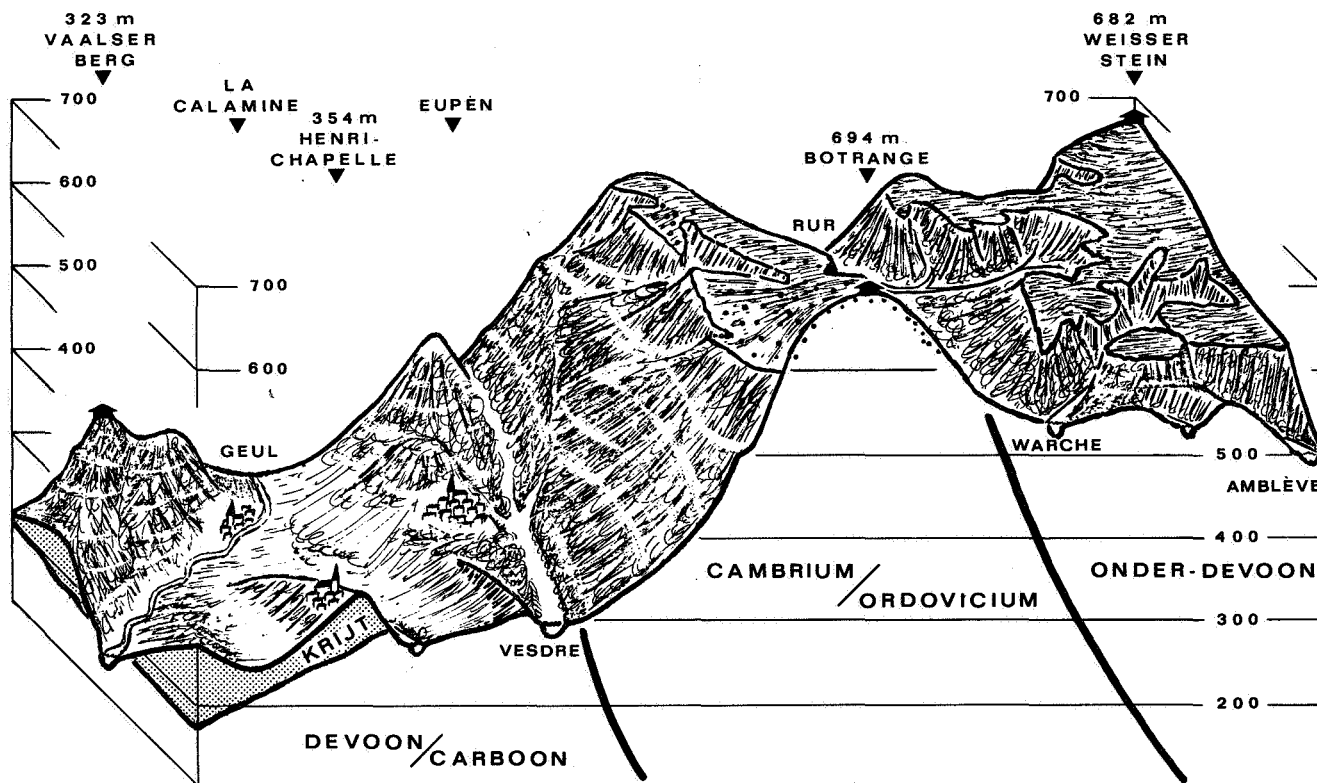 323 m
VAALSER
BERG
LA
CALAMINE
354 m
HENRI-
CHAPELLE
EUPEN
694 m
BOTRANGE
682 m
WEISSER
STEIN
700
600
500
400
700
600
700
GEUL
RUR
WARCHE
AMBLÈVE
VESDRE
KRIJT
DEVOON/CARBOON
CAMBRIUM
/ORDOVICIUM
ONDER-DEVOON
500
400
300
200